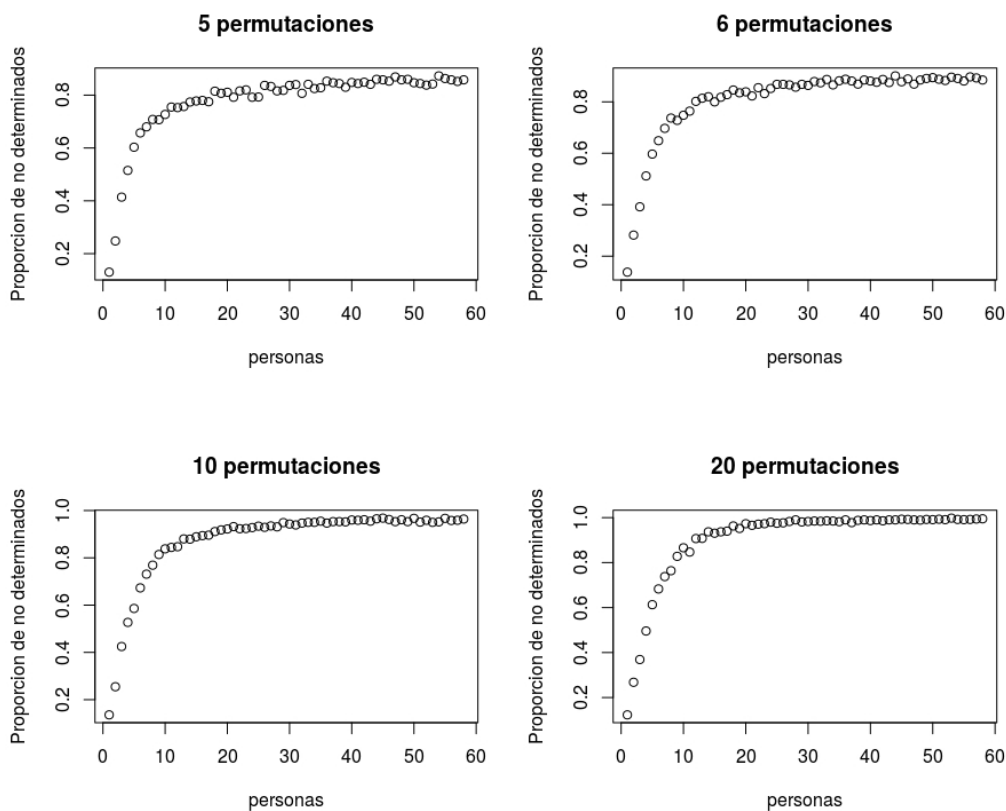 5 permutaciones
Proporcion de no determinados
0.2 0.4 0.6 0.8
0 10 20 30 40 50 60
personas
6 permutaciones
Proporcion de no determinados
0.2 0.4 0.6 0.8
0 10 20 30 40 50 60
personas
10 permutaciones
Proporcion de no determinados
0.2 0.4 0.6 0.8 1.0
0 10 20 30 40 50 60
personas
20 permutaciones
Proporcion de no determinados
0.2 0.4 0.6 0.8 1.0
0 10 20 30 40 50 60
personas